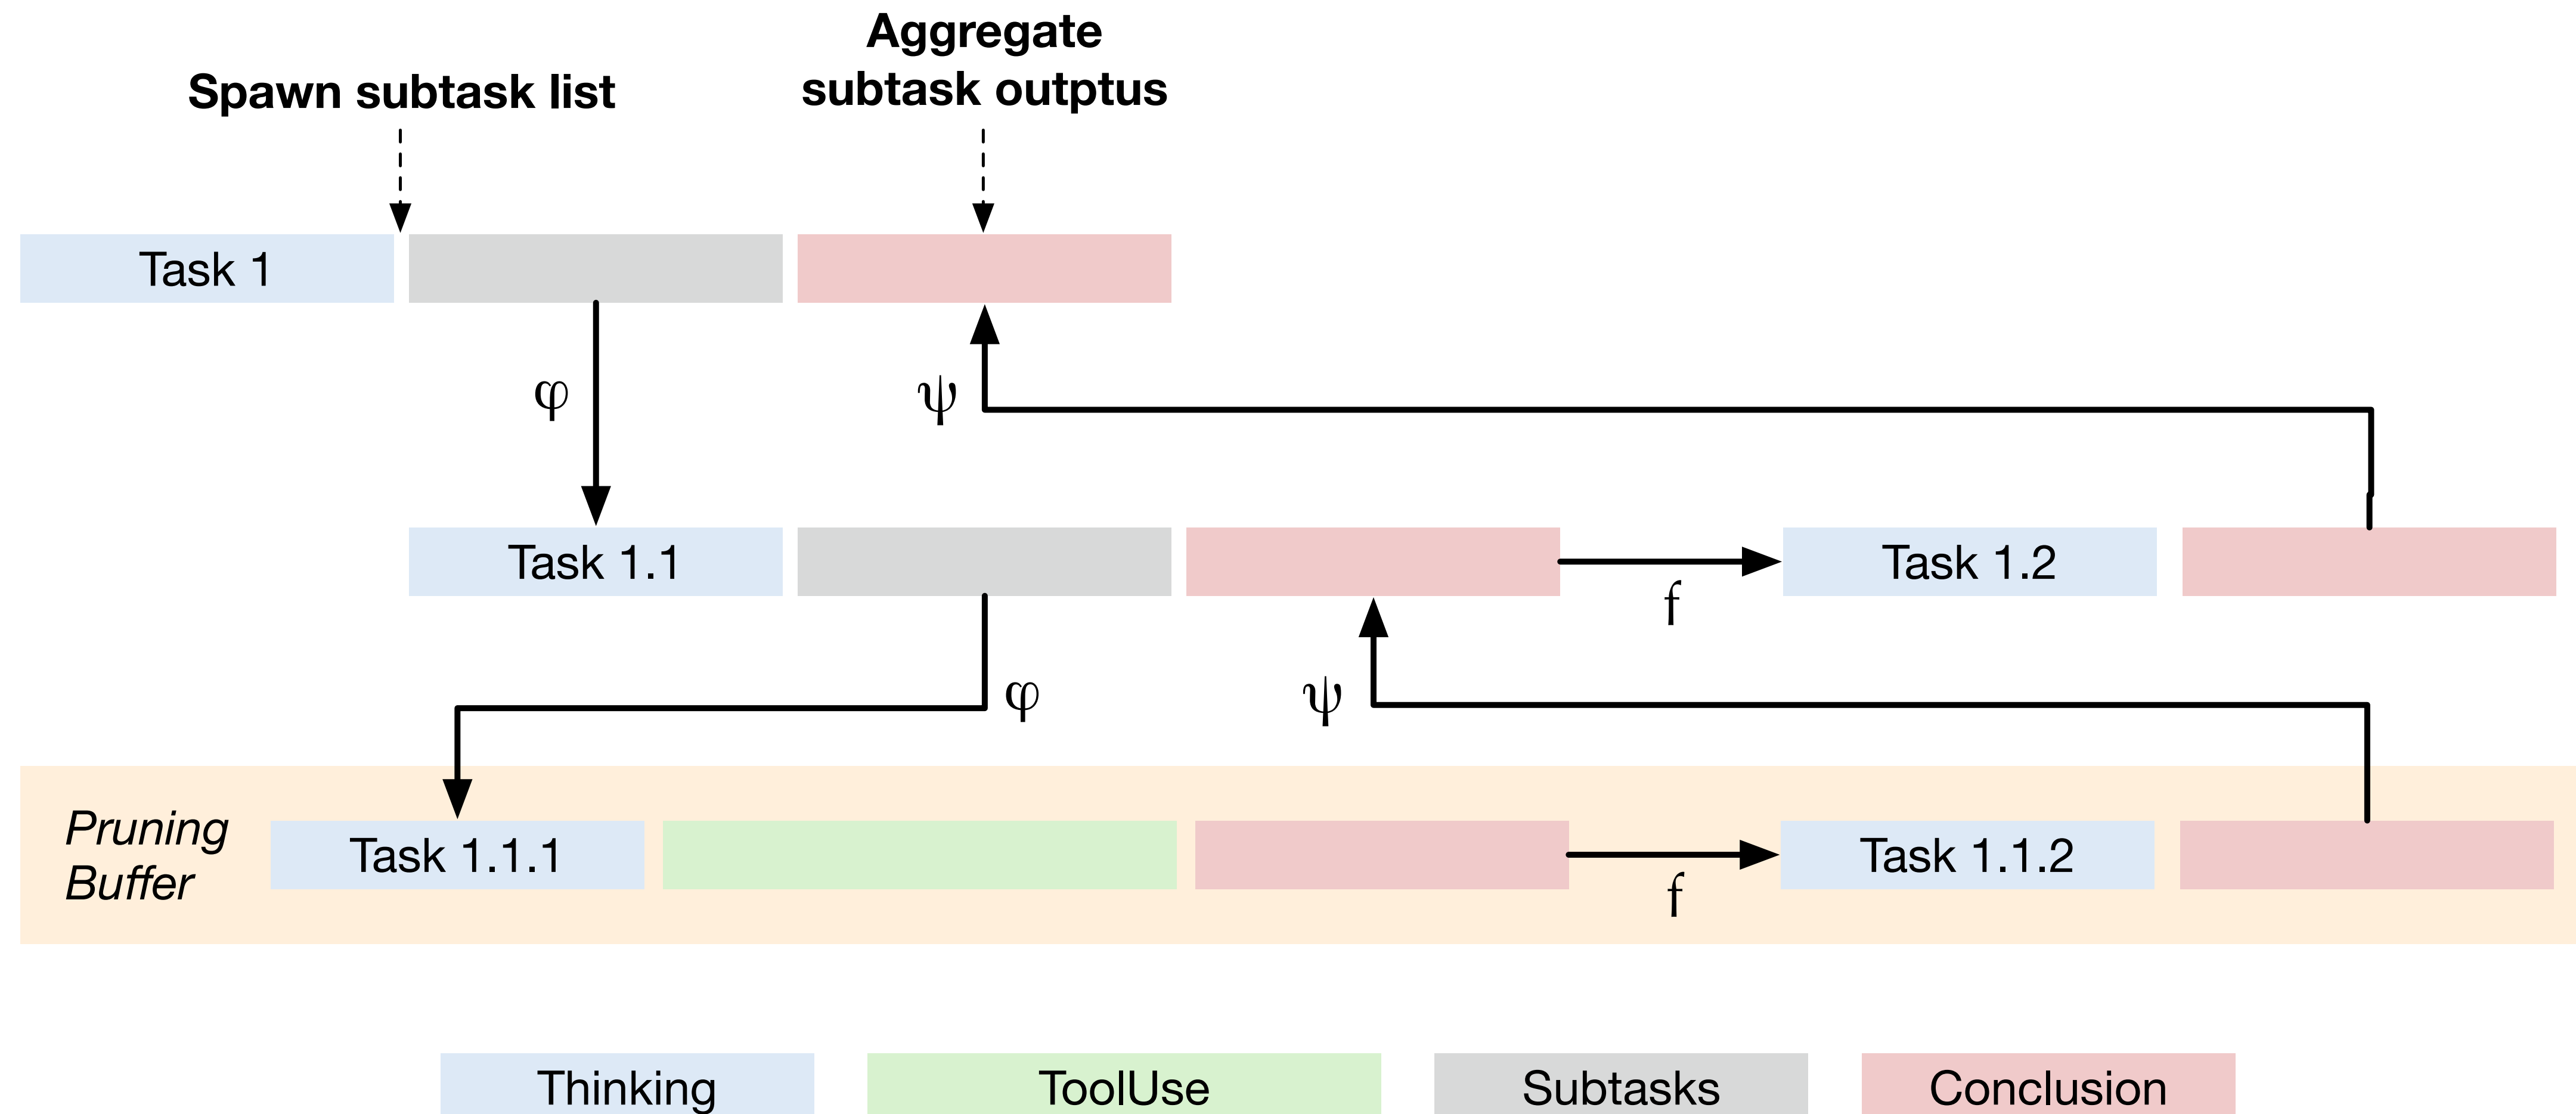 Aggregate
Spawn subtask list
subtask outptus
Task 1
φ
ψ
Task 1.1
Task 1.2
f
φ
ψ
Pruning
Buffer
Task 1.1.1
Task 1.1.2
f
Thinking
ToolUse
Subtasks
Conclusion